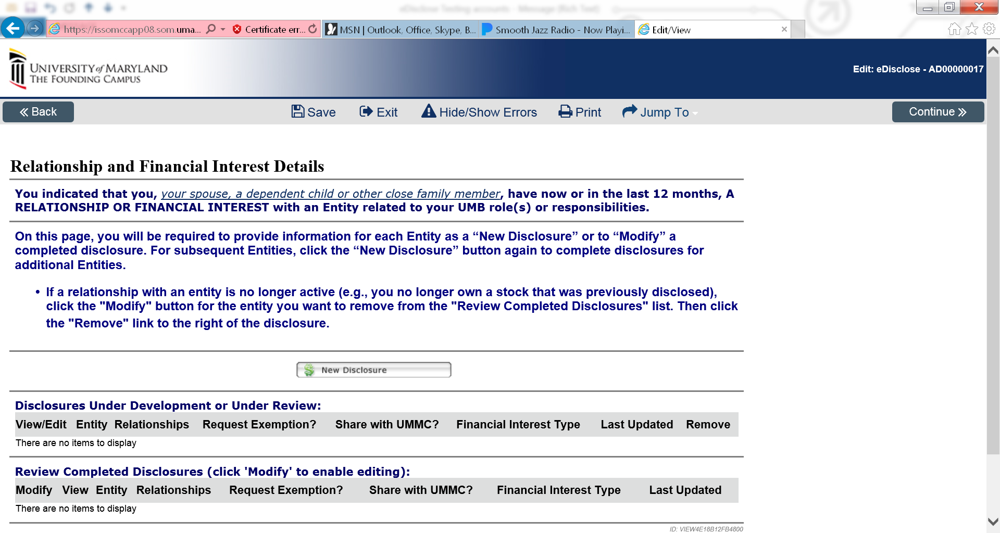 eDisclose Testing accounts - Message (Rich Text)
https://issomccapp08.som.uma...
Certificate err...
MSN | Outlook, Office, Skype, B...
Smooth Jazz Radio - Now Playi...
Edit/View
UNIVERSITY of MARYLAND
THE FOUNDING CAMPUS
Edit: eDisclose - AD00000017
« Back
Save
Exit
Hide/Show Errors
Print
Jump To
Continue »
Relationship and Financial Interest Details
You indicated that you, your spouse, a dependent child or other close family member, have now or in the last 12 months, A
RELATIONSHIP OR FINANCIAL INTEREST with an Entity related to your UMB role(s) or responsibilities.
On this page, you will be required to provide information for each Entity as a “New Disclosure” or to “Modify” a
completed disclosure. For subsequent Entities, click the “New Disclosure” button again to complete disclosures for
additional Entities.
• If a relationship with an entity is no longer active (e.g., you no longer own a stock that was previously disclosed),
click the "Modify" button for the entity you want to remove from the "Review Completed Disclosures" list. Then click
the "Remove" link to the right of the disclosure.
New Disclosure
Disclosures Under Development or Under Review:
View/Edit Entity Relationships Request Exemption? Share with UMMC? Financial Interest Type Last Updated Remove
There are no items to display
Review Completed Disclosures (click 'Modify' to enable editing):
Modify View Entity Relationships Request Exemption? Share with UMMC? Financial Interest Type Last Updated
There are no items to display
ID: VIEW4E18B12FB4800